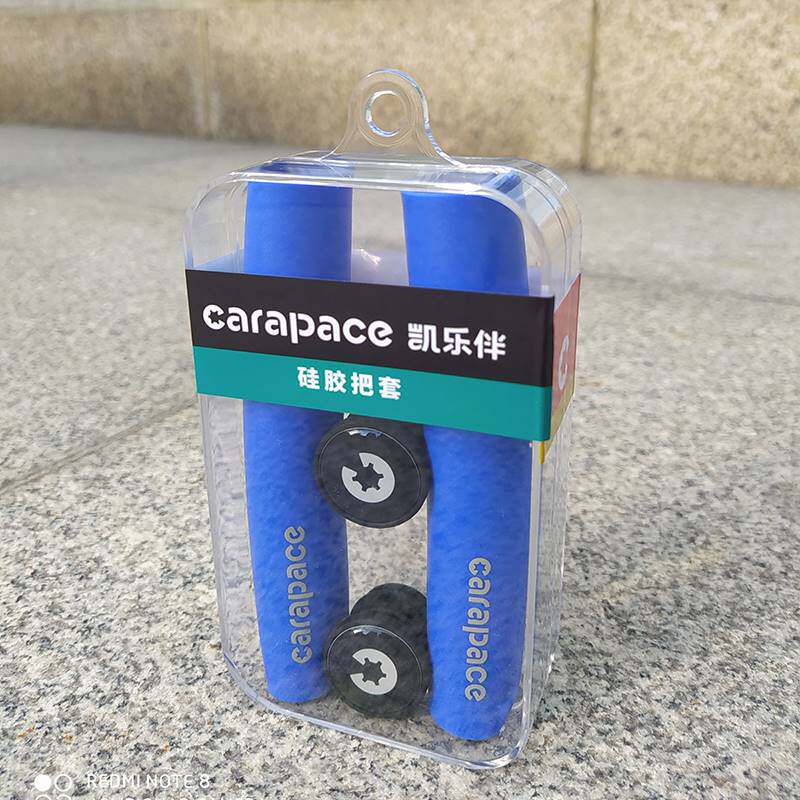 carapace 凯乐伴
硅胶把套
carapace
carapace
REDMI NOTE 8